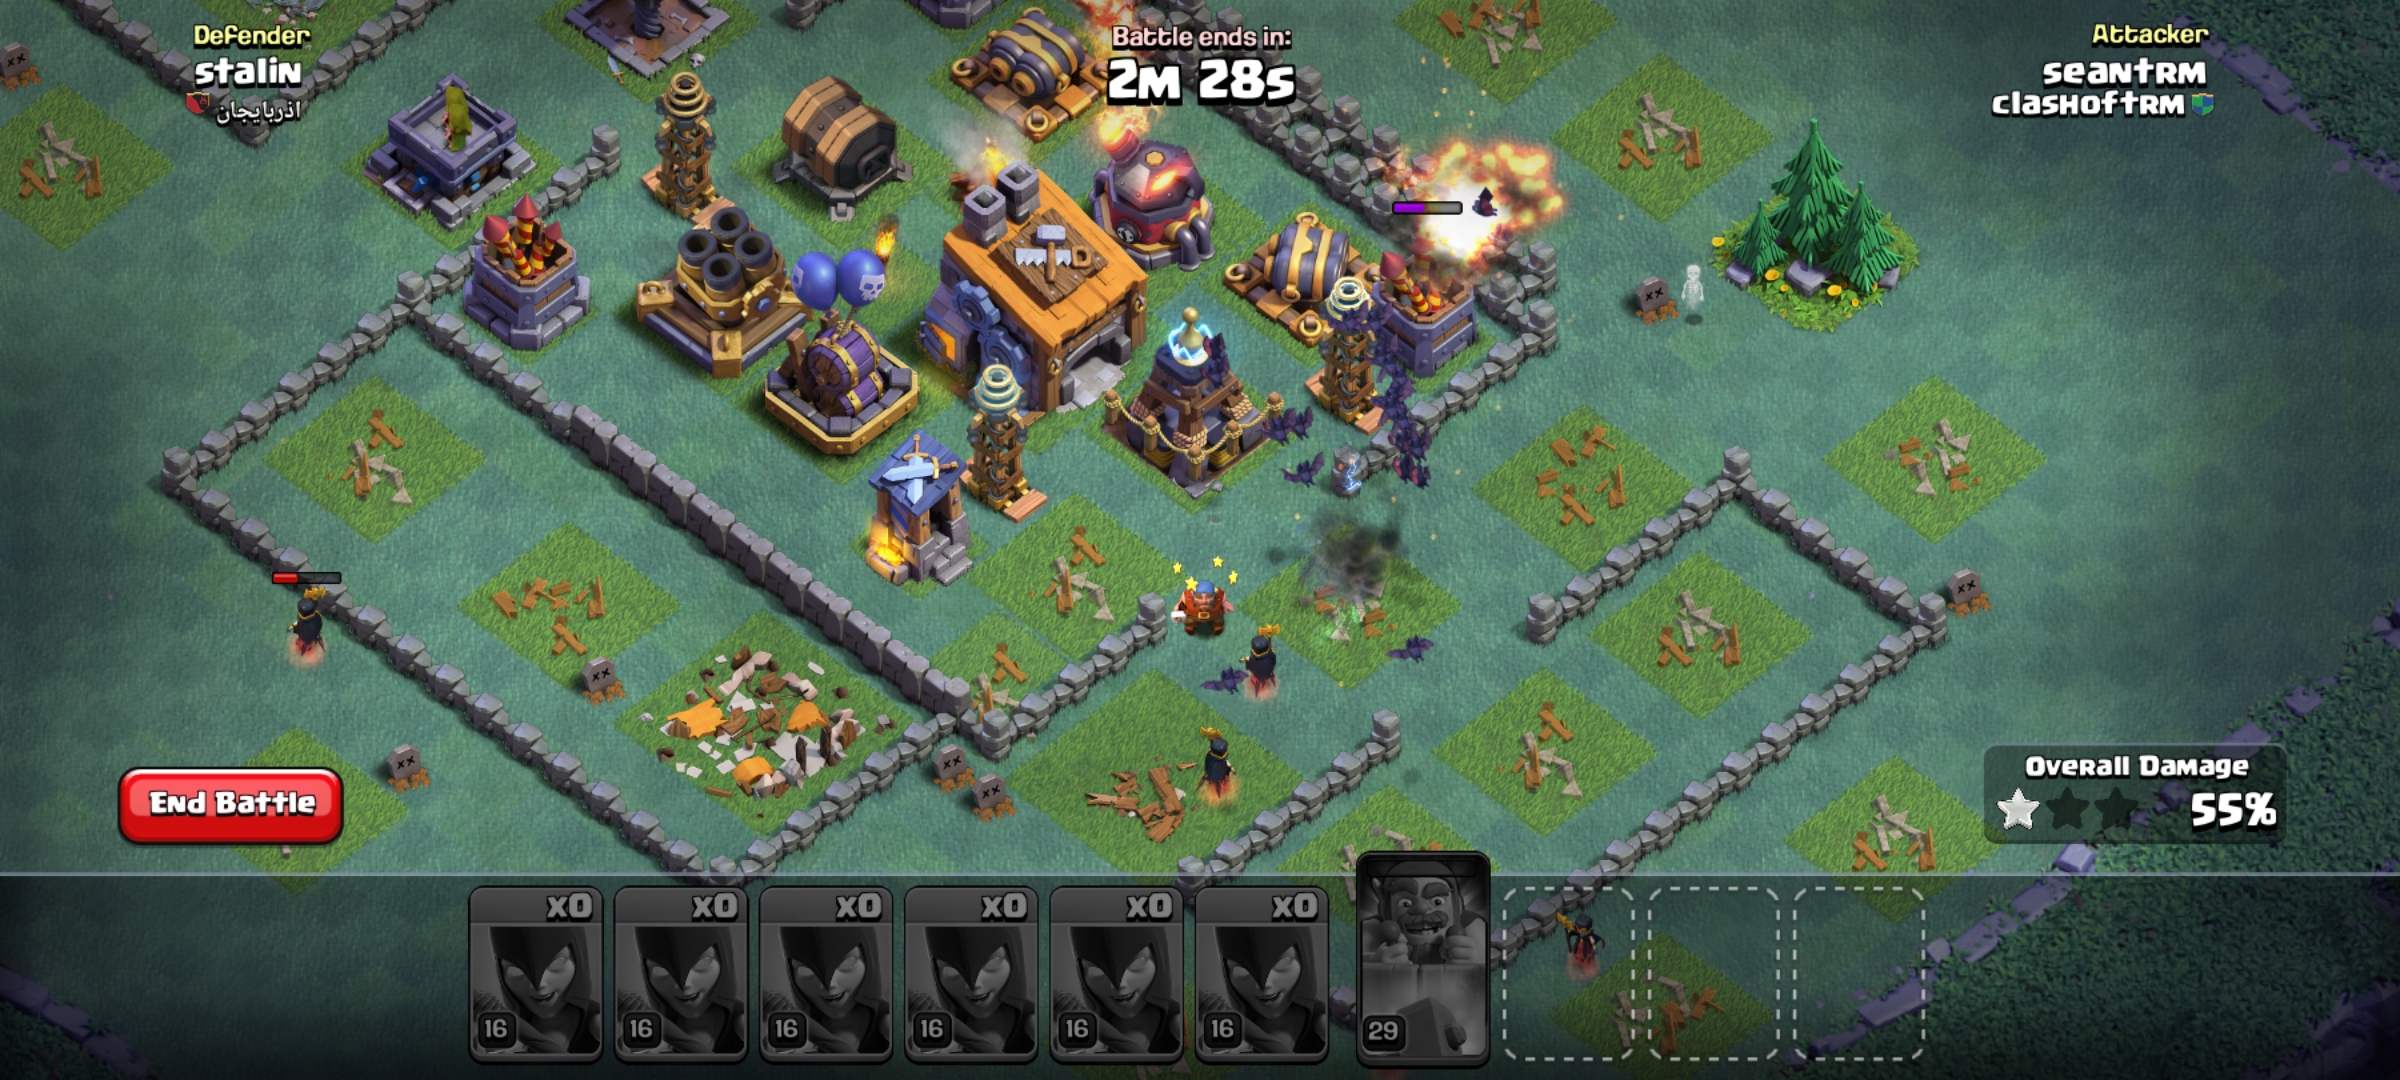 Defender
stalin
اذربايجان
Battle ends in:
2M 28s
Attacker
seantRM
clashoftRM
End Battle
Overall Damage
55%
x0 x0 x0 x0 x0 x0
16 16 16 16 16 16 29